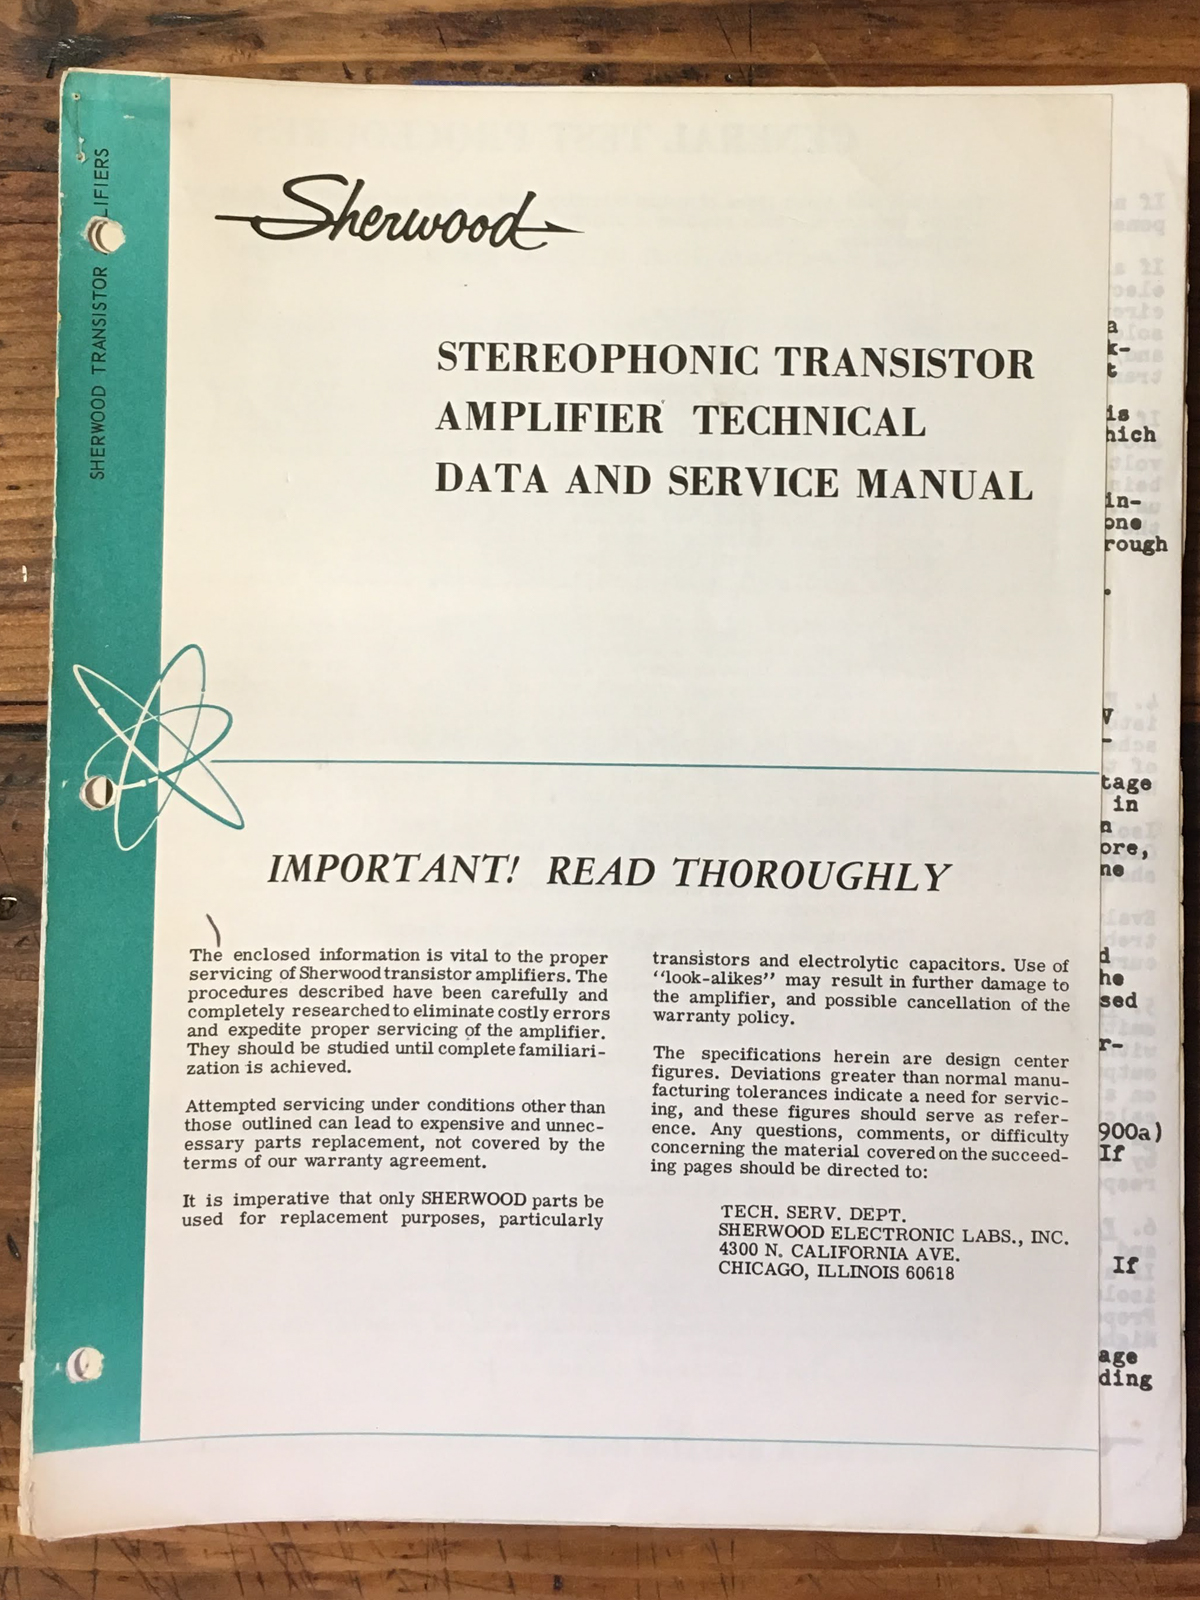 SHERWOOD TRANSISTOR LIFIERS
Sherwood
STEREOPHONIC TRANSISTOR
AMPLIFIER TECHNICAL
DATA AND SERVICE MANUAL
IMPORTANT! READ THOROUGHLY
The enclosed information is vital to the proper
servicing of Sherwood transistor amplifiers. The
procedures described have been carefully and
completely researched to eliminate costly errors
and expedite proper servicing of the amplifier.
They should be studied until complete familiari-
zation is achieved.
Attempted servicing under conditions other than
those outlined can lead to expensive and unnec-
essary parts replacement, not covered by the
terms of our warranty agreement.
It is imperative that only SHERWOOD parts be
used for replacement purposes, particularly
transistors and electrolytic capacitors. Use of
"look-alikes" may result in further damage to
the amplifier, and possible cancellation of the
warranty policy.
The specifications herein are design center
figures. Deviations greater than normal manu-
facturing tolerances indicate a need for servic-
ing, and these figures should serve as refer-
ence. Any questions, comments, or difficulty
concerning the material covered on the succeed-
ing pages should be directed to:
TECH. SERV. DEPT.
SHERWOOD ELECTRONIC LABS., INC.
4300 N. CALIFORNIA AVE.
CHICAGO, ILLINOIS 60618
a
k-
t
is
hich
in-
one
rough
.
V
-
tage
in
n
ore,
ne
d
he
sed
r-
900a)
If
If
age
ding